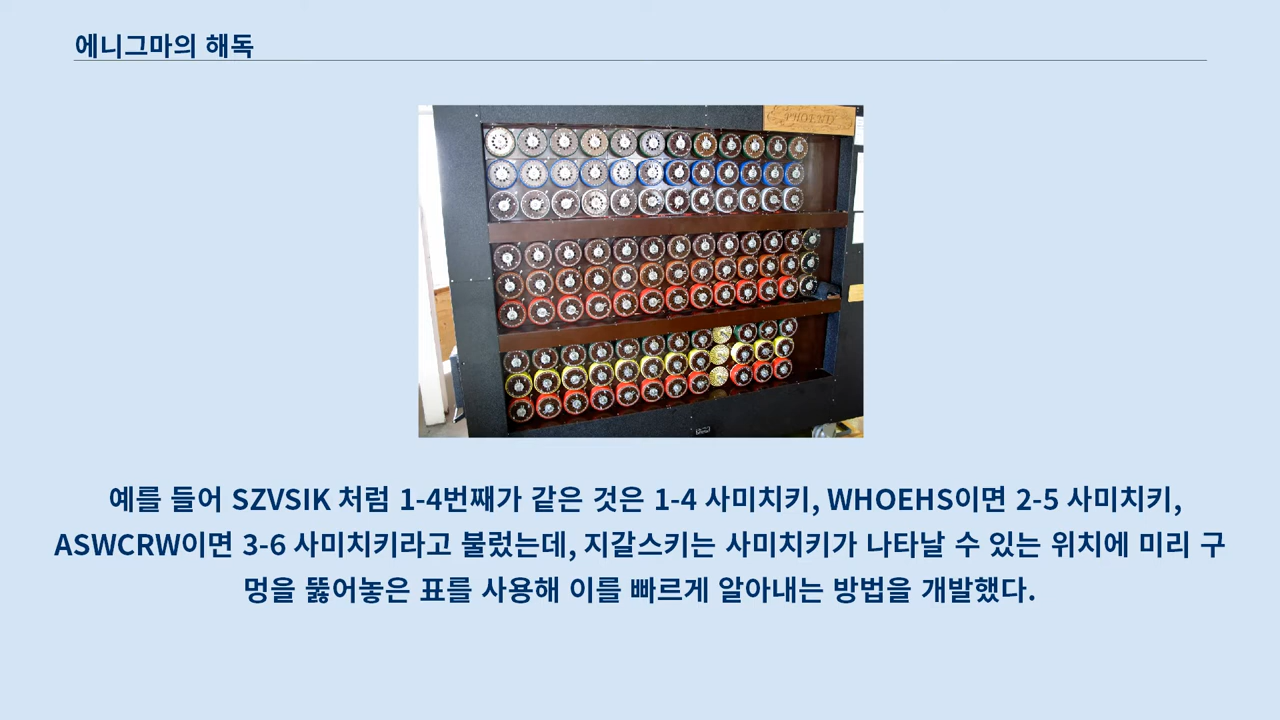 에니그마의 해독
PHOENIX
예를 들어 SZVSIK 처럼 1-4번째가 같은 것은 1-4 사미치키, WHOEHS이면 2-5 사미치키,
ASWCRW이면 3-6 사미치키라고 불렀는데, 지갈스키는 사미치키가 나타날 수 있는 위치에 미리 구
멍을 뚫어놓은 표를 사용해 이를 빠르게 알아내는 방법을 개발했다.